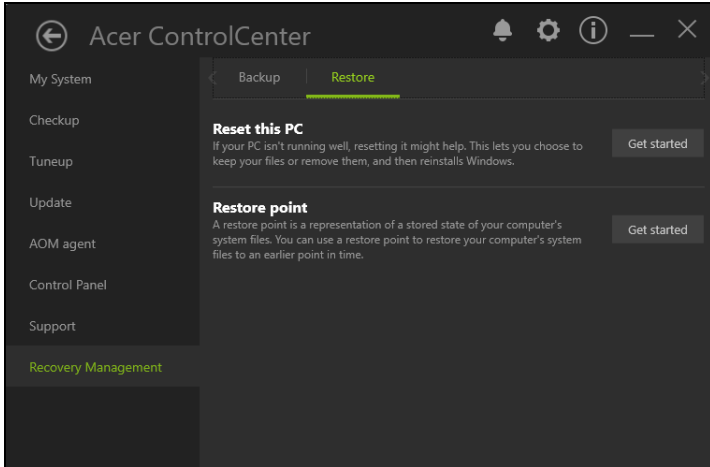 Acer ControlCenter
My System
Checkup
Tuneup
Update
AOM agent
Control Panel
Support
Recovery Management
Backup
Restore
Reset this PC
If your PC isn't running well, resetting it might help. This lets you choose to
keep your files or remove them, and then reinstalls Windows.
Get started
Restore point
A restore point is a representation of a stored state of your computer's
system files. You can use a restore point to restore your computer's system
files to an earlier point in time.
Get started